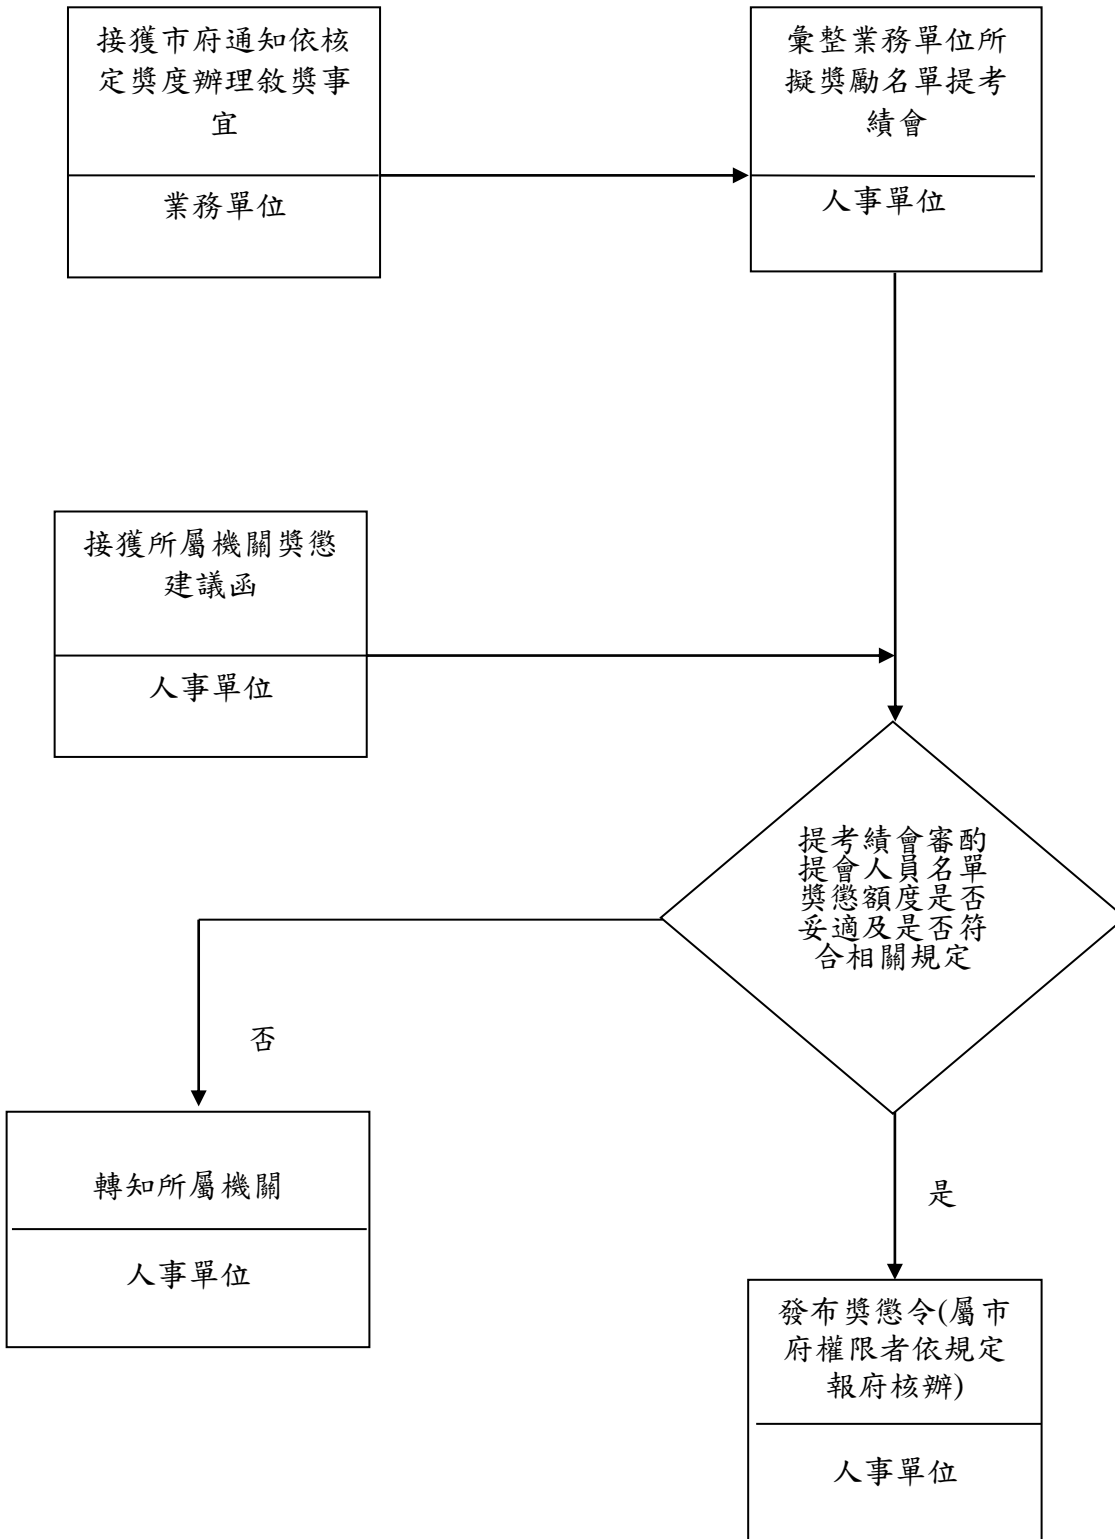 接獲市府通知依核
定獎度辦理敘獎事
宜
業務單位
彙整業務單位所
擬獎勵名單提考
績會
人事單位
接獲所屬機關獎懲
建議函
人事單位
提考績會審酌
提會人員名單
獎懲額度是否
妥適及是否符
合相關規定
否
轉知所屬機關
人事單位
是
發布獎懲令(屬市
府權限者依規定
報府核辦)
人事單位